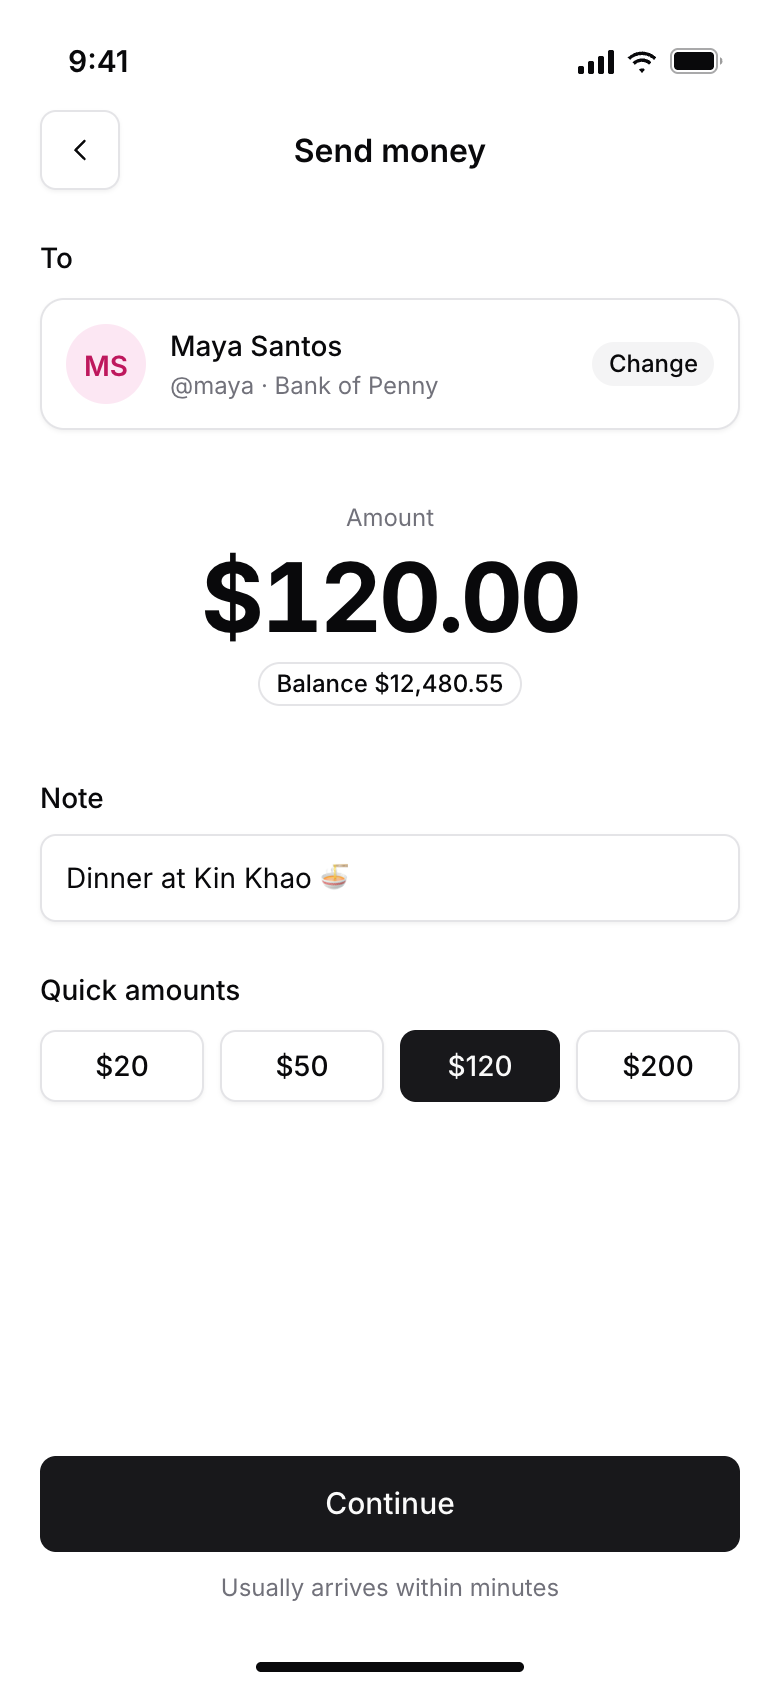 9:41
Send money
To
MS
Maya Santos
@maya · Bank of Penny
Change
Amount
$120.00
Balance $12,480.55
Note
Dinner at Kin Khao 🍜
Quick amounts
$20
$50
$120
$200
Continue
Usually arrives within minutes